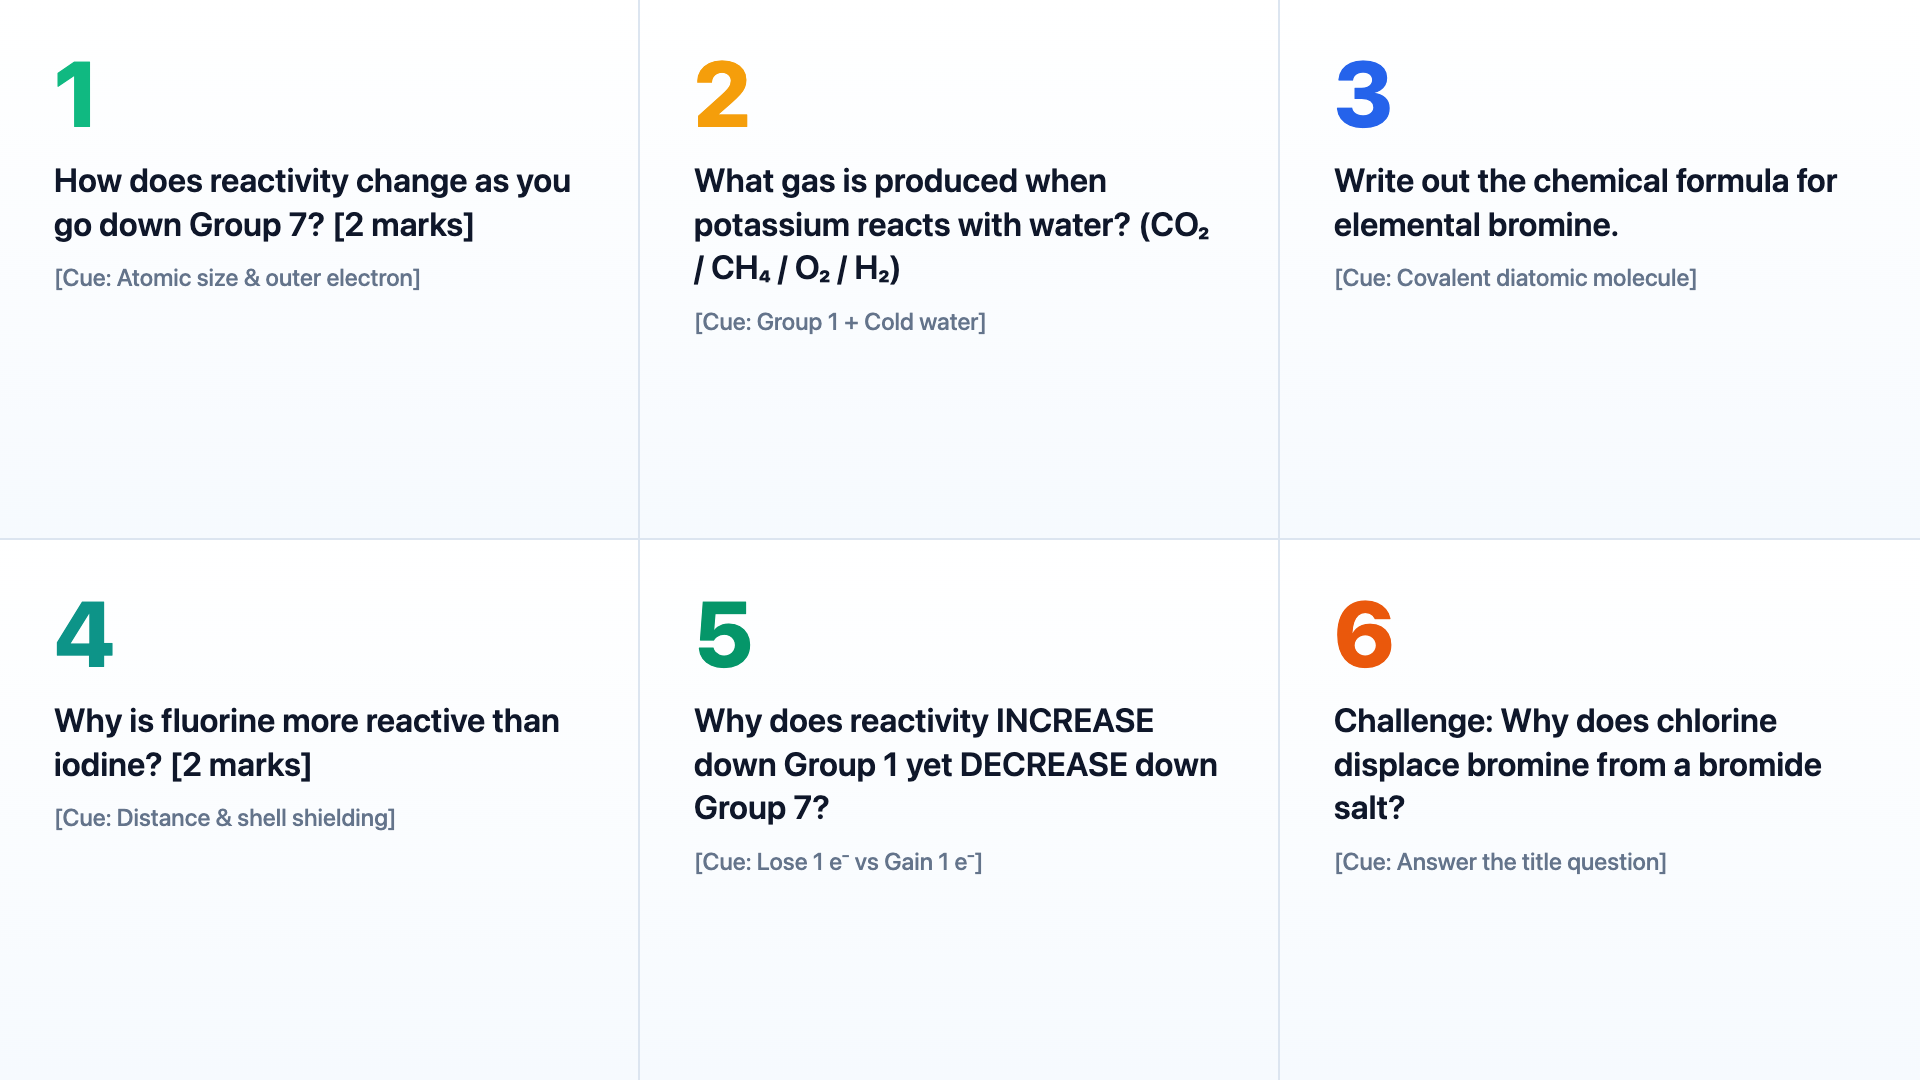 1
How does reactivity change as you
go down Group 7? [2 marks]
[Cue: Atomic size & outer electron]
2
What gas is produced when
potassium reacts with water? (CO₂
/ CH₄ / O₂ / H₂)
[Cue: Group 1 + Cold water]
3
Write out the chemical formula for
elemental bromine.
[Cue: Covalent diatomic molecule]
4
Why is fluorine more reactive than
iodine? [2 marks]
[Cue: Distance & shell shielding]
5
Why does reactivity INCREASE
down Group 1 yet DECREASE down
Group 7?
[Cue: Lose 1 e⁻ vs Gain 1 e⁻]
6
Challenge: Why does chlorine
displace bromine from a bromide
salt?
[Cue: Answer the title question]